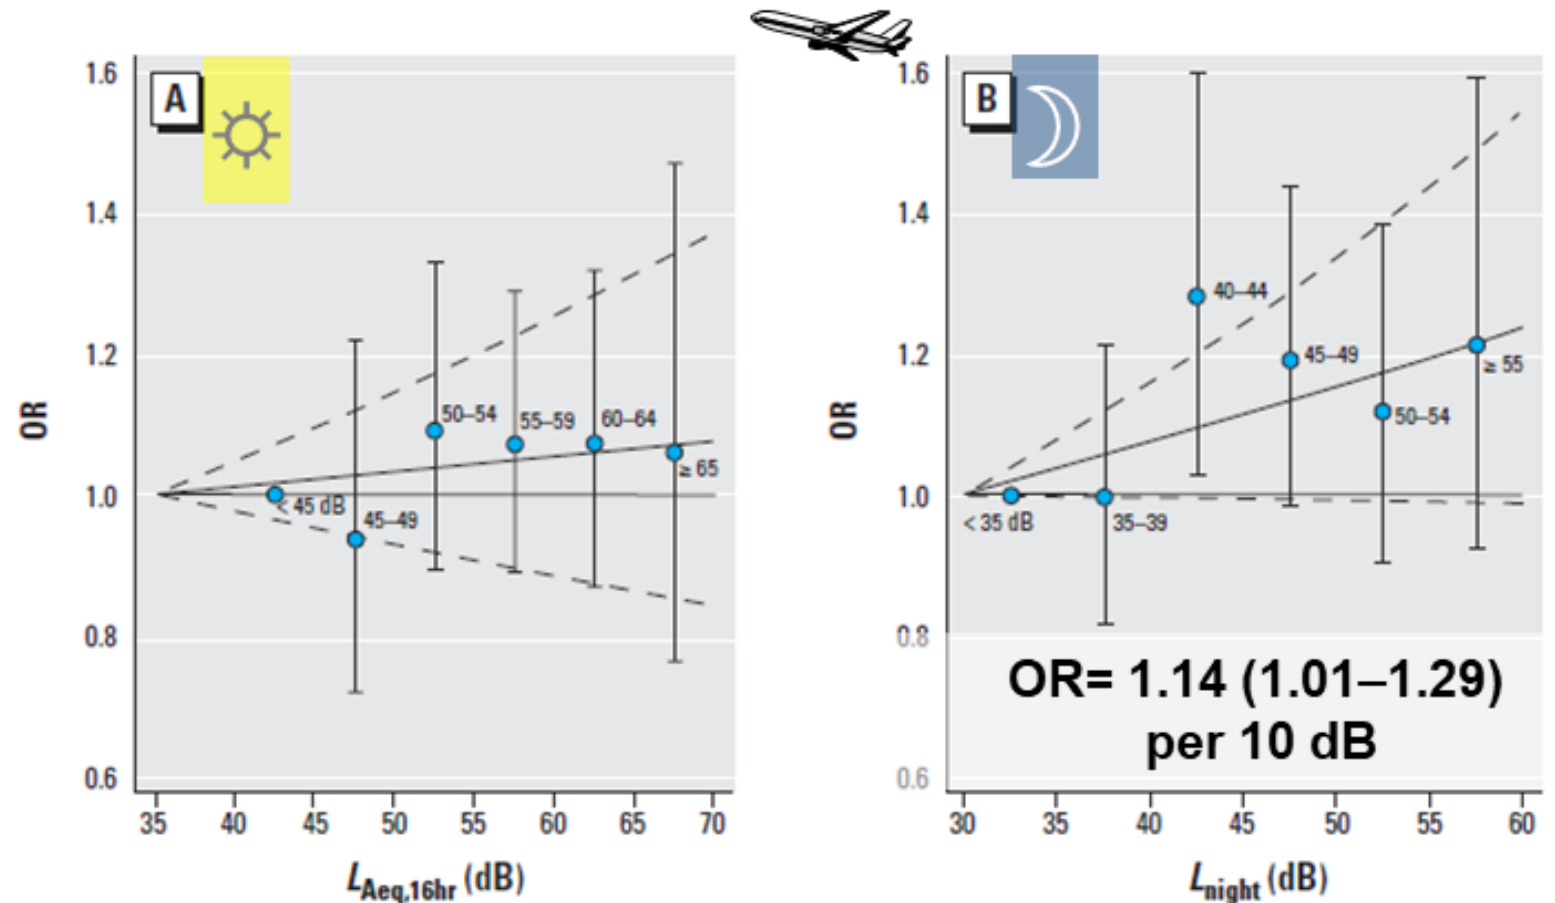 A
1.6
1.4
1.2
1.0
0.8
0.6
OR
50–54
55–59
60–64
≥ 65
< 45 dB
45–49
35 40 45 50 55 60 65 70
LAeq,16hr (dB)
B
1.6
1.4
1.2
1.0
0.8
0.6
OR
40–44
45–49
≥ 55
50–54
< 35 dB
35–39
OR= 1.14 (1.01–1.29)
per 10 dB
30 35 40 45 50 55 60
Lnight (dB)